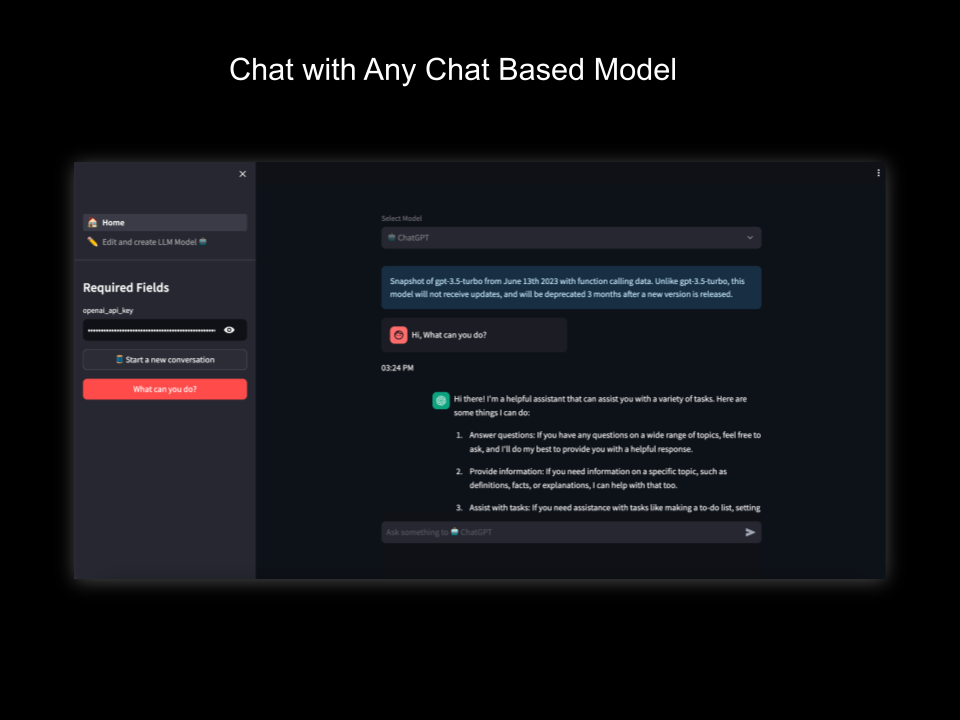 Chat with Any Chat Based Model
Home
Edit and create LLM Model
Required Fields
openai_api_key
Start a new conversation
What can you do?
Select Model
ChatGPT
Snapshot of gpt-3.5-turbo from June 13th 2023 with function calling data. Unlike gpt-3.5-turbo, this
model will not receive updates, and will be deprecated 3 months after a new version is released.
Hi, What can you do?
03:24 PM
Hi there! I'm a helpful assistant that can assist you with a variety of tasks. Here are
some things I can do:
1. Answer questions: If you have any questions on a wide range of topics, feel free to
ask, and I'll do my best to provide you with a helpful response.
2. Provide information: If you need information on a specific topic, such as
definitions, facts, or explanations, I can help with that too.
3. Assist with tasks: If you need assistance with tasks like making a to-do list, setting
Ask something to ChatGPT